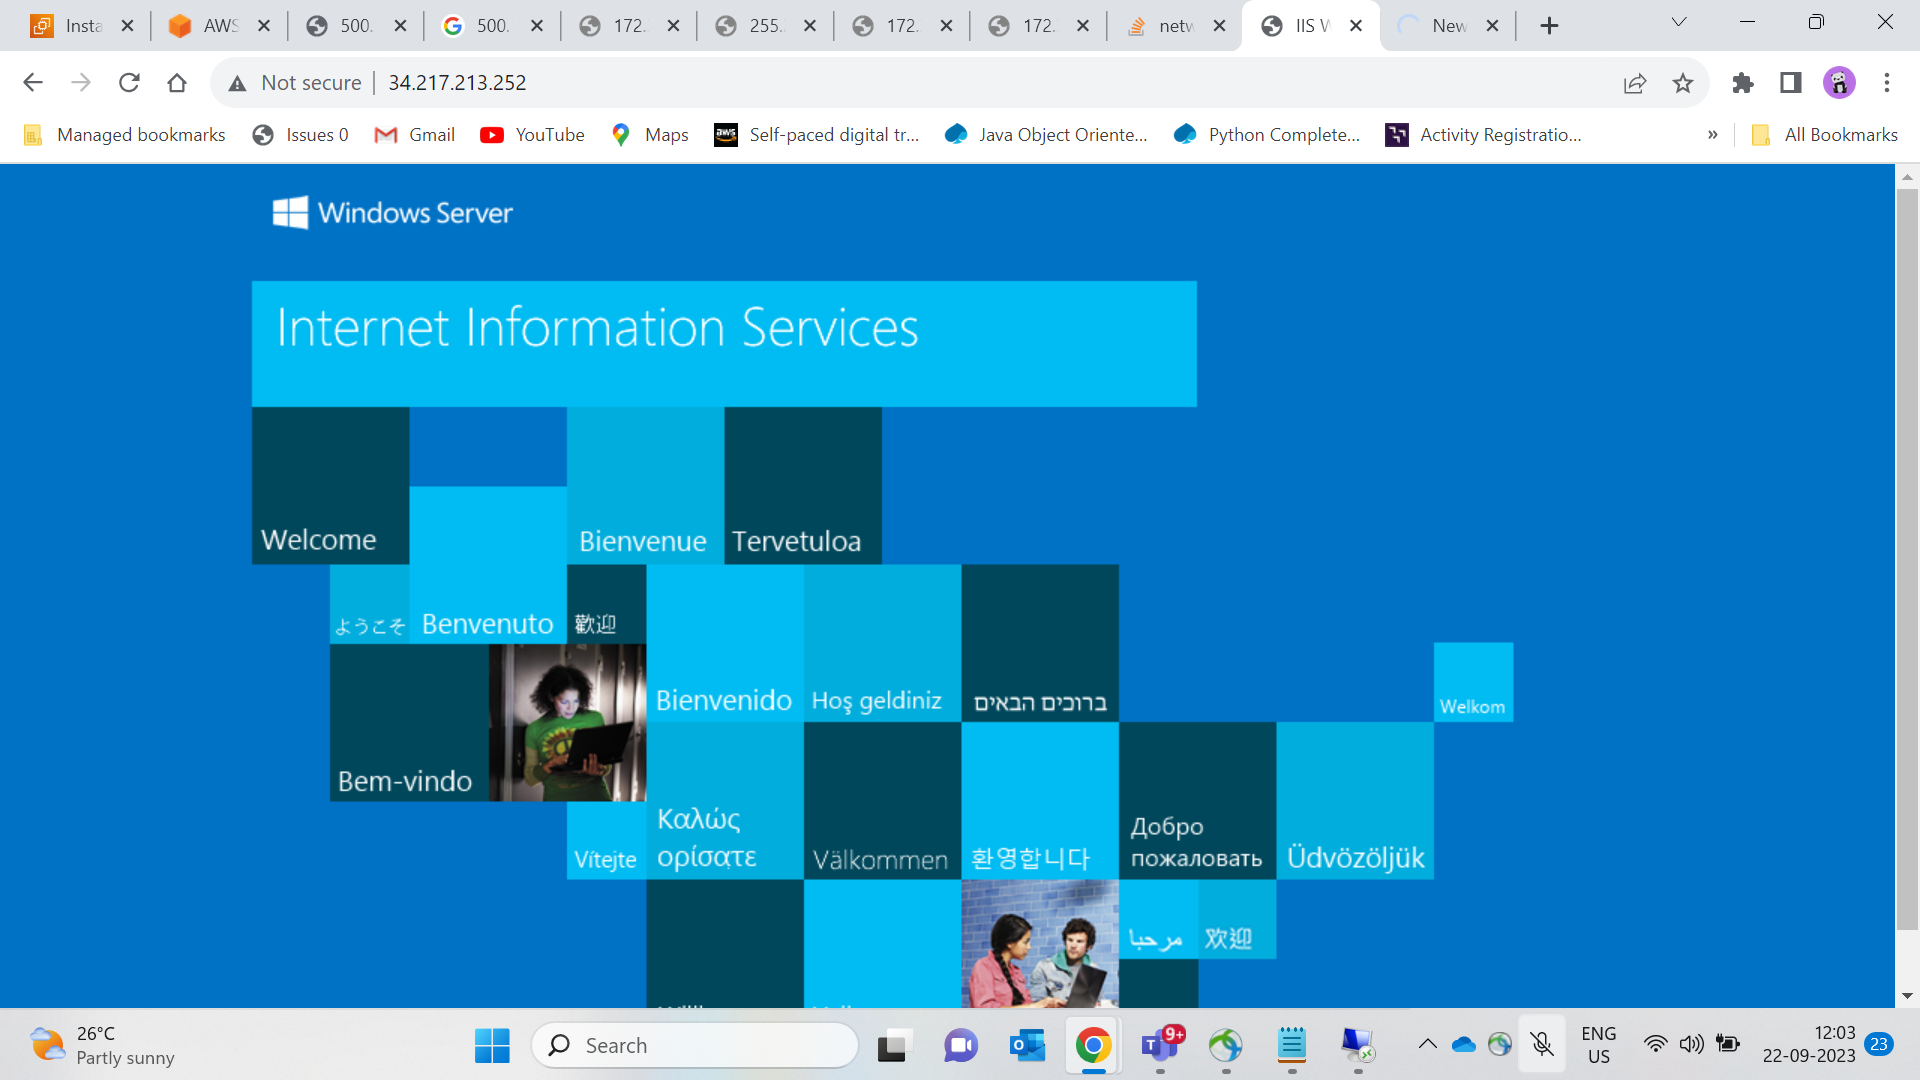 Insta
AWS
500.
500.
172.
255.
172.
172.
netw
IIS W
New
Not secure
34.217.213.252
Managed bookmarks
Issues 0
Gmail
YouTube
Maps
aws
Self-paced digital tr...
Java Object Oriente...
Python Complete...
Activity Registratio...
»
All Bookmarks
Windows Server
Internet Information Services
Welcome
Bienvenue
Tervetuloa
ようこそ
Benvenuto
歡迎
Bienvenido
Hoş geldiniz
ברוכים הבאים
Welkom
Bem-vindo
Vítejte
Καλώς
ορίσατε
Välkommen
환영합니다
Добро
пожаловать
Üdvözöljük
مرحبا
欢迎
26°C
Partly sunny
Search
9+
ENG
US
12:03
22-09-2023
23